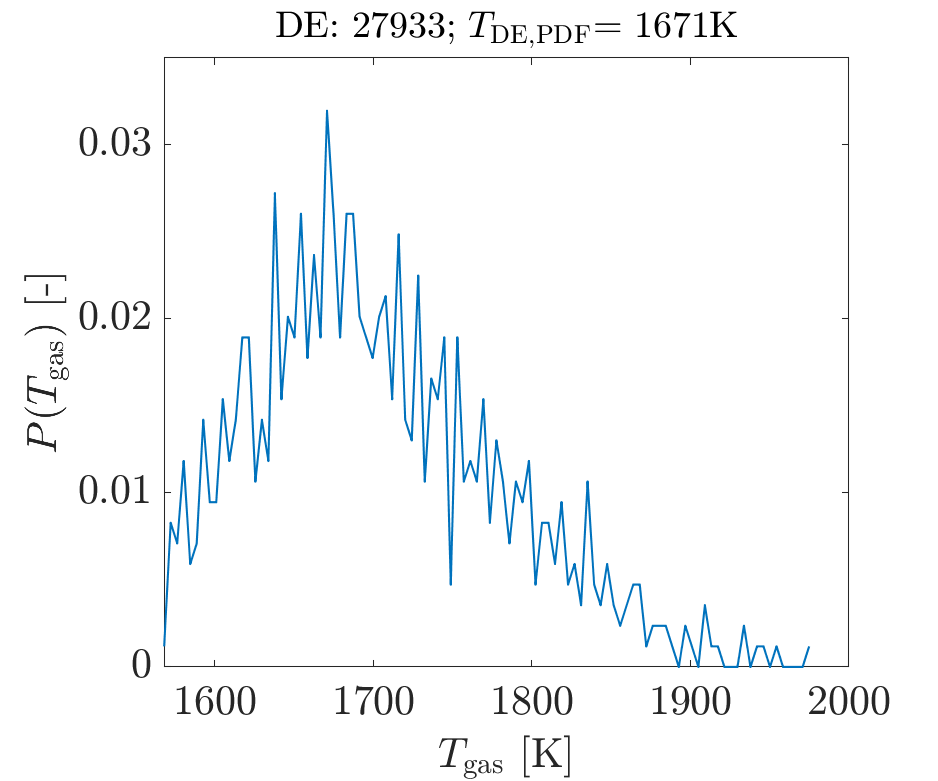 DE: 27933; T_DE,PDF= 1671K
P(T_gas) [-]
0.03
0.02
0.01
0
1600 1700 1800 1900 2000
T_gas [K]